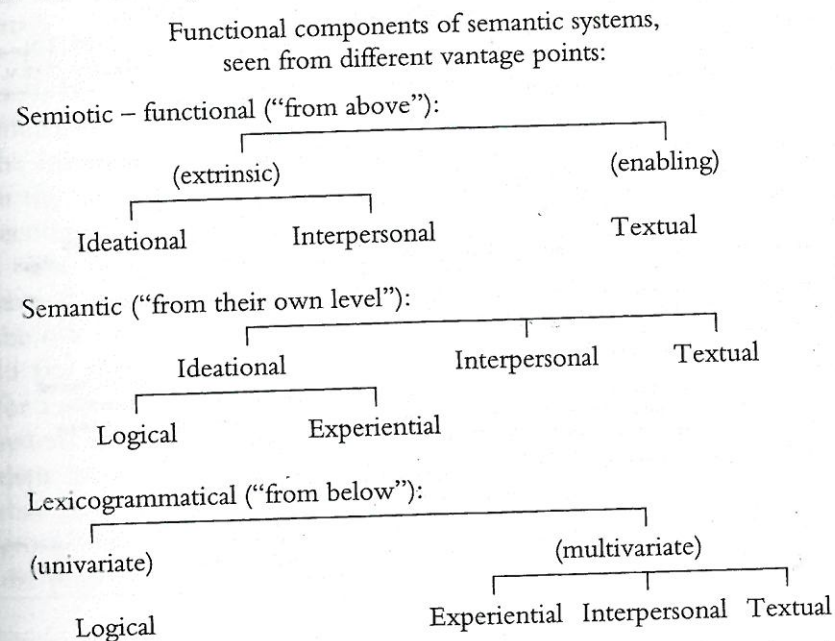 Functional components of semantic systems,
seen from different vantage points:
Semiotic – functional (“from above”):
(extrinsic) (enabling)
Ideational Interpersonal Textual
Semantic (“from their own level”):
Ideational Interpersonal Textual
Logical Experiential
Lexicogrammatical (“from below”):
(univariate) (multivariate)
Logical Experiential Interpersonal Textual